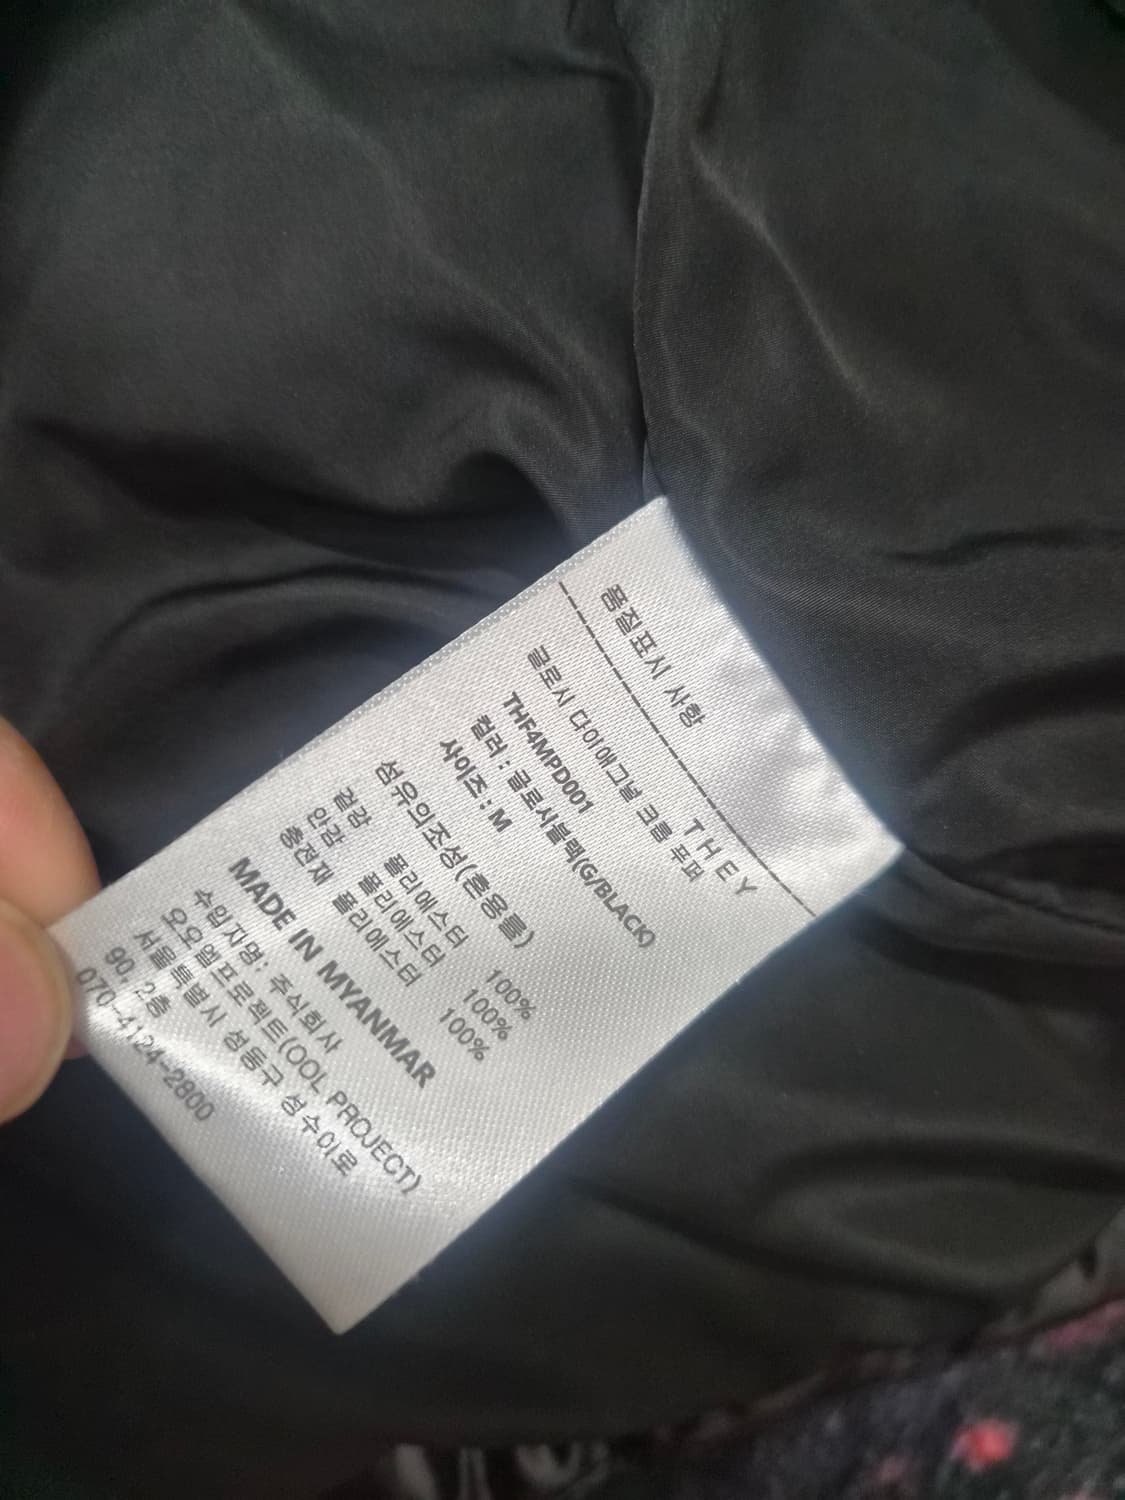 품질표시 사항
THEY
글로시 다이애그널 크롭 푸퍼
THF4MPD001
컬러 : 글로시블랙(G/BLACK)
사이즈 : M
섬유의조성(혼용률)
겉감 폴리에스터 100%
안감 폴리에스터 100%
충전재 폴리에스터 100%
MADE IN MYANMAR
수입자명 : 주식회사
오오엘프로젝트(OOL PROJECT)
서울특별시 성동구 성수이로
90, 2층
070-4124-2800